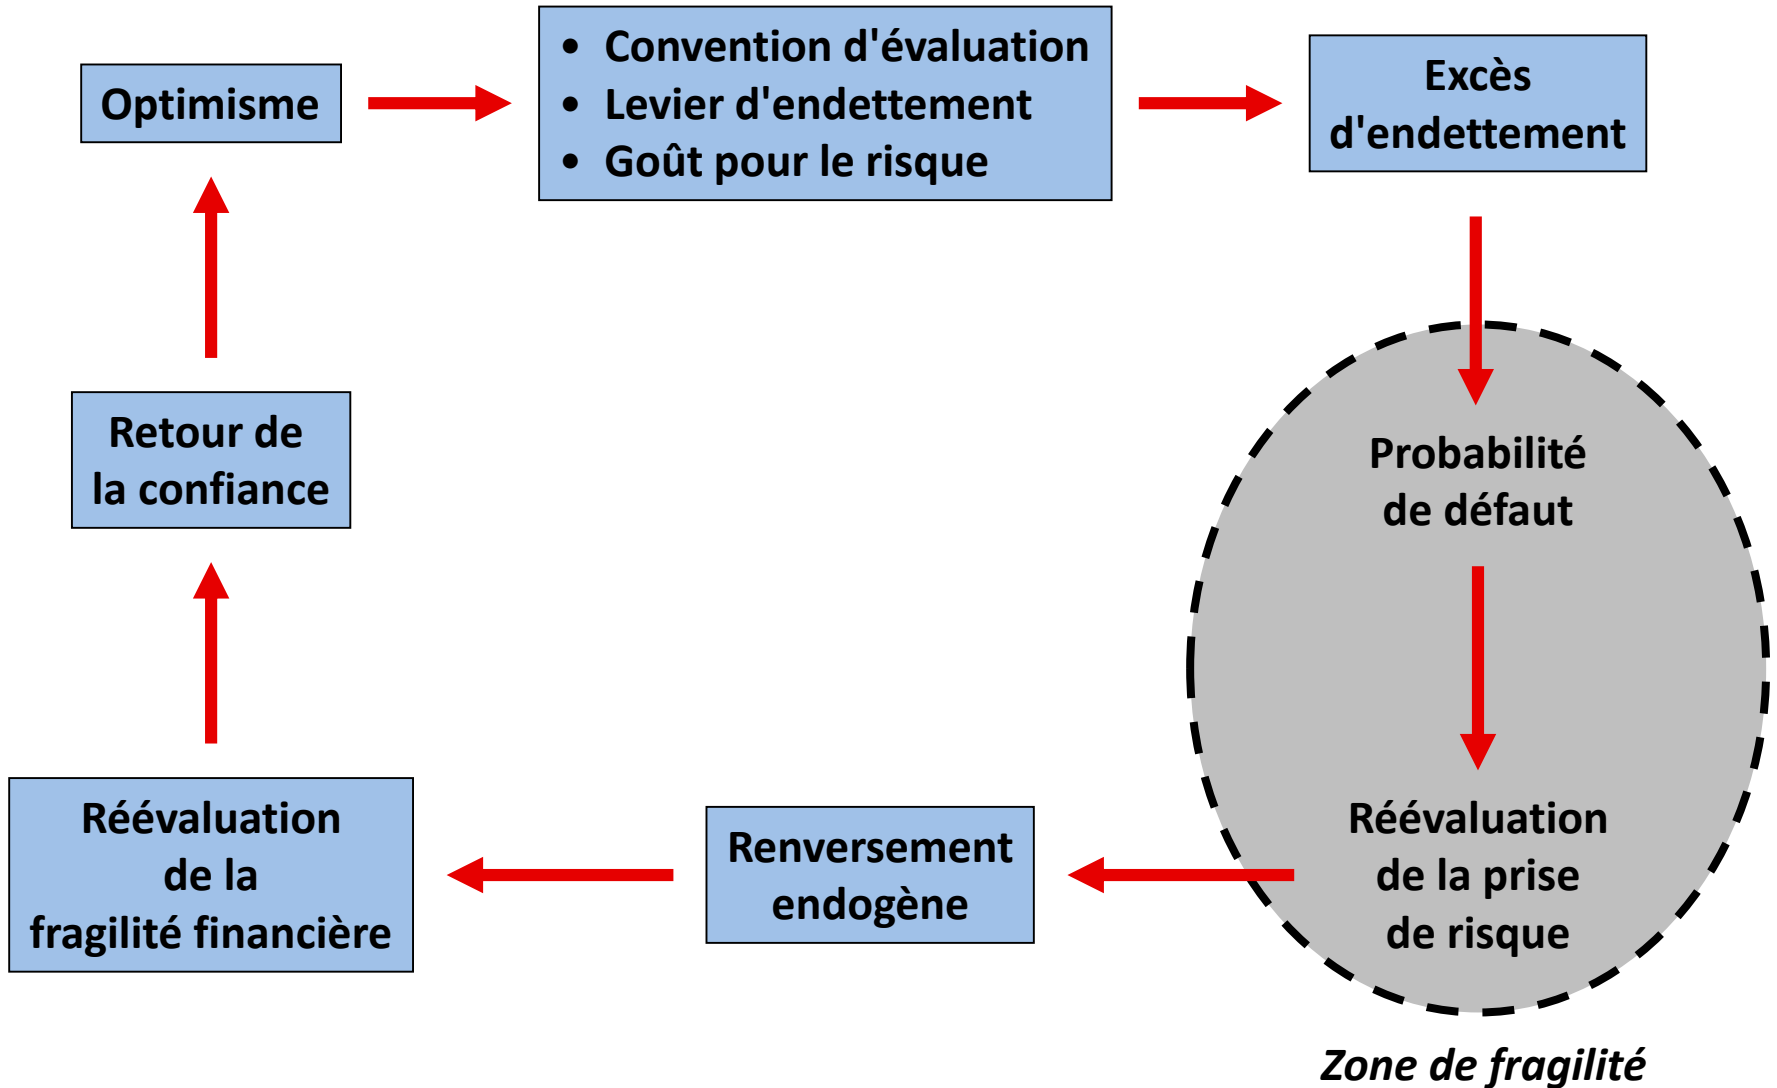 Optimisme
• Convention d'évaluation
• Levier d'endettement
• Goût pour le risque
Excès
d'endettement
Probabilité
de défaut
Réévaluation
de la prise
de risque
Zone de fragilité
Renversement
endogène
Réévaluation
de la
fragilité financière
Retour de
la confiance